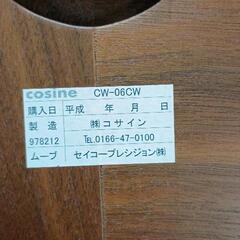 cosine CW-06CW
購入日 平成 年 月 日
製造 ㈱コサイン
978212 TEL.0166-47-0100
ムーブ セイコープレシジョン㈱